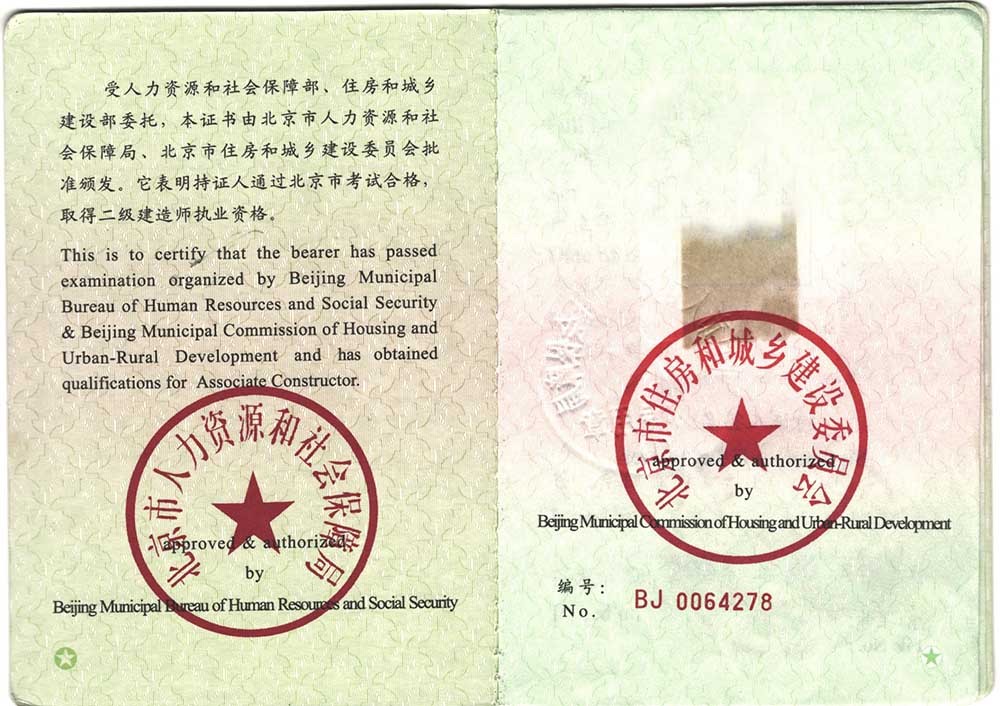 受人力资源和社会保障部、住房和城乡
建设部委托，本证书由北京市人力资源和社
会保障局、北京市住房和城乡建设委员会批
准颁发。它表明持证人通过北京市考试合格，
取得二级建造师执业资格。
This is to certify that the bearer has passed
examination organized by Beijing Municipal
Bureau of Human Resources and Social Security
& Beijing Municipal Commission of Housing and
Urban-Rural Development and has obtained
qualifications for Associate Constructor.
北京市人力资源和社会保障局
approved & authorized
by
Beijing Municipal Bureau of Human Resources and Social Security
北京市住房和城乡建设委员会
approved & authorized
by
Beijing Municipal Commission of Housing and Urban-Rural Development
编号：
No.
BJ 0064278